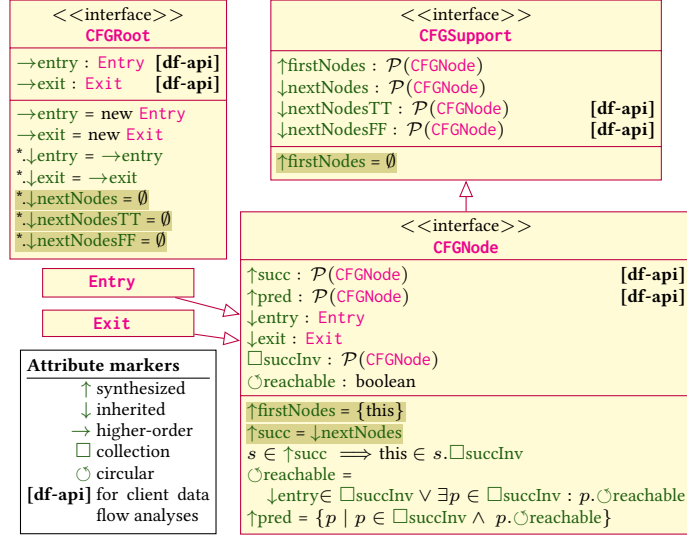 <<interface>>
CFGRoot
→entry : Entry [df-api]
→exit : Exit [df-api]
→entry = new Entry
→exit = new Exit
*.↓entry = →entry
*.↓exit = →exit
*.↓nextNodes = ∅
*.↓nextNodesTT = ∅
*.↓nextNodesFF = ∅
<<interface>>
CFGSupport
↑firstNodes : 𝒫(CFGNode)
↓nextNodes : 𝒫(CFGNode)
↓nextNodesTT : 𝒫(CFGNode) [df-api]
↓nextNodesFF : 𝒫(CFGNode) [df-api]
↑firstNodes = ∅
Entry
Exit
<<interface>>
CFGNode
↑succ : 𝒫(CFGNode) [df-api]
↑pred : 𝒫(CFGNode) [df-api]
↓entry : Entry
↓exit : Exit
□succInv : 𝒫(CFGNode)
↺reachable : boolean
↑firstNodes = {this}
↑succ = ↓nextNodes
s ∈ ↑succ ⟹ this ∈ s.□succInv
↺reachable =
↓entry∈ □succInv ∨ ∃p ∈ □succInv : p.↺reachable
↑pred = {p | p ∈ □succInv ∧ p.↺reachable}
Attribute markers
↑ synthesized
↓ inherited
→ higher-order
□ collection
↺ circular
[df-api] for client data
flow analyses